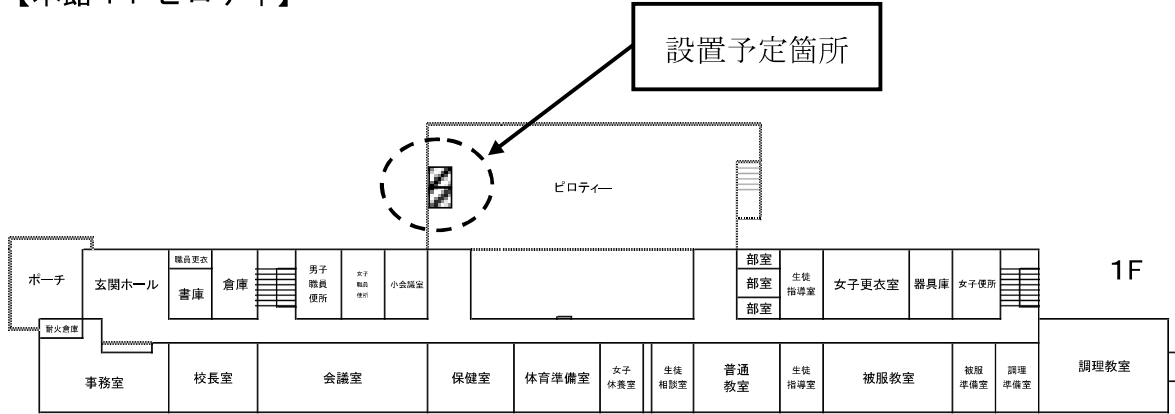 【本館１Ｆピロティ】
設置予定箇所
ピロティー
1F
ポーチ
玄関ホール
職員更衣
書庫
倉庫
男子
職員
便所
女子
職員
便所
小会議室
部室
部室
部室
生徒
指導室
女子更衣室
器具庫
女子便所
耐火倉庫
事務室
校長室
会議室
保健室
体育準備室
女子
休養室
生徒
相談室
普通
教室
生徒
指導室
被服教室
被服
準備室
調理
準備室
調理教室